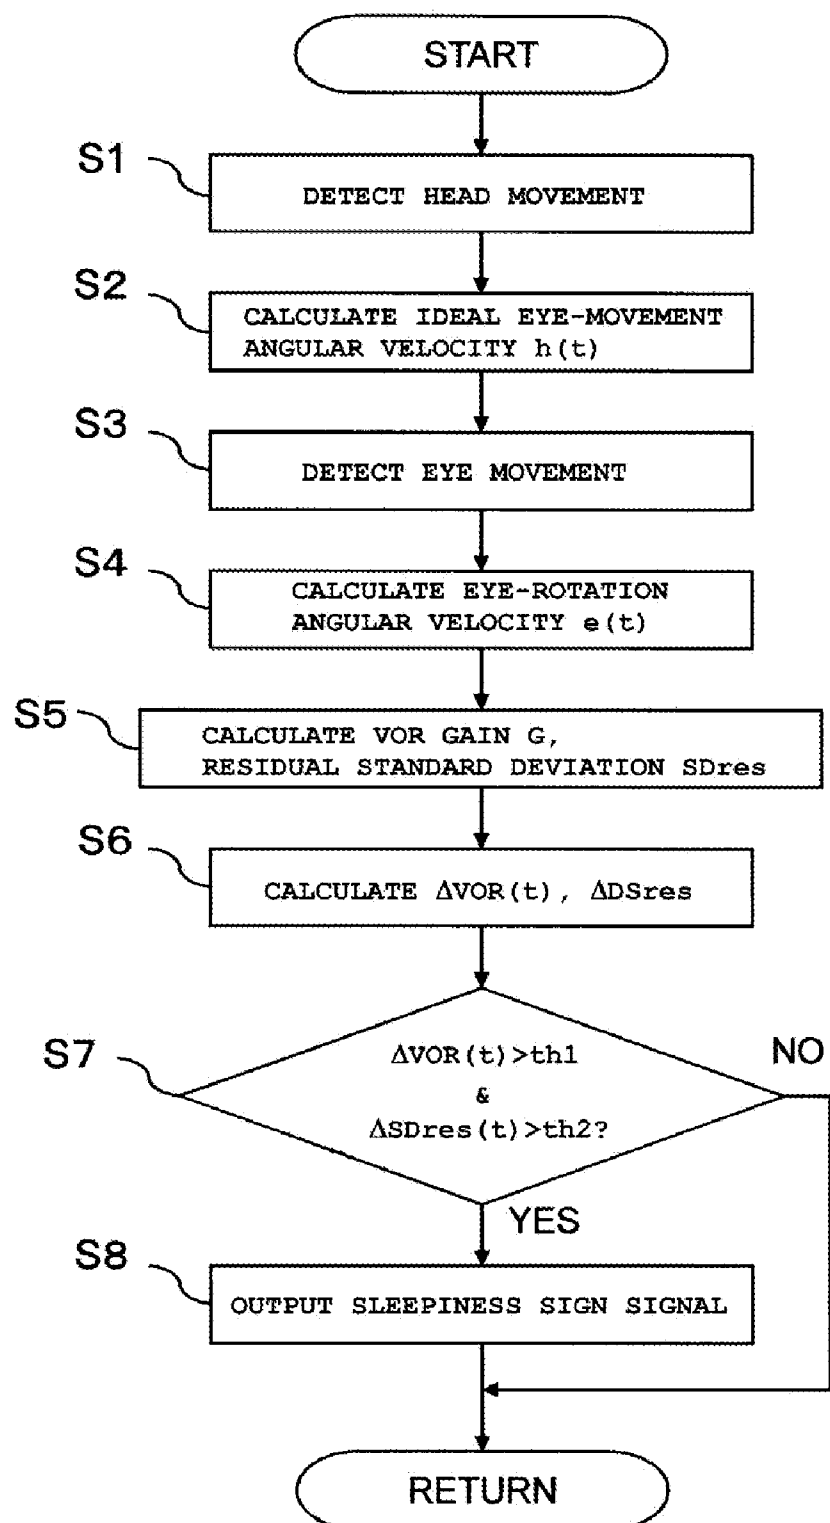 START
S1
DETECT HEAD MOVEMENT
S2
CALCULATE IDEAL EYE-MOVEMENT
ANGULAR VELOCITY h(t)
S3
DETECT EYE MOVEMENT
S4
CALCULATE EYE-ROTATION
ANGULAR VELOCITY e(t)
S5
CALCULATE VOR GAIN G,
RESIDUAL STANDARD DEVIATION SDres
S6
CALCULATE ΔVOR(t), ΔDSres
S7
ΔVOR(t)>th1
&
ΔSDres(t)>th2?
NO
YES
S8
OUTPUT SLEEPINESS SIGN SIGNAL
RETURN